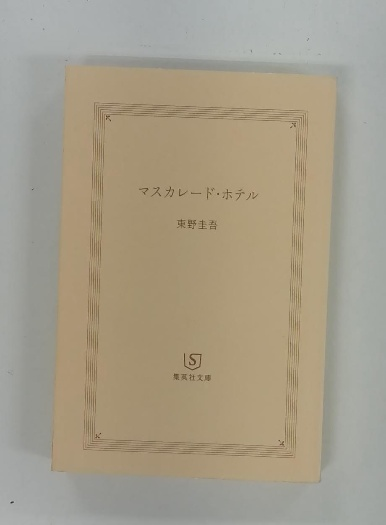 マスカレード・ホテル
東野圭吾
S
集英社文庫